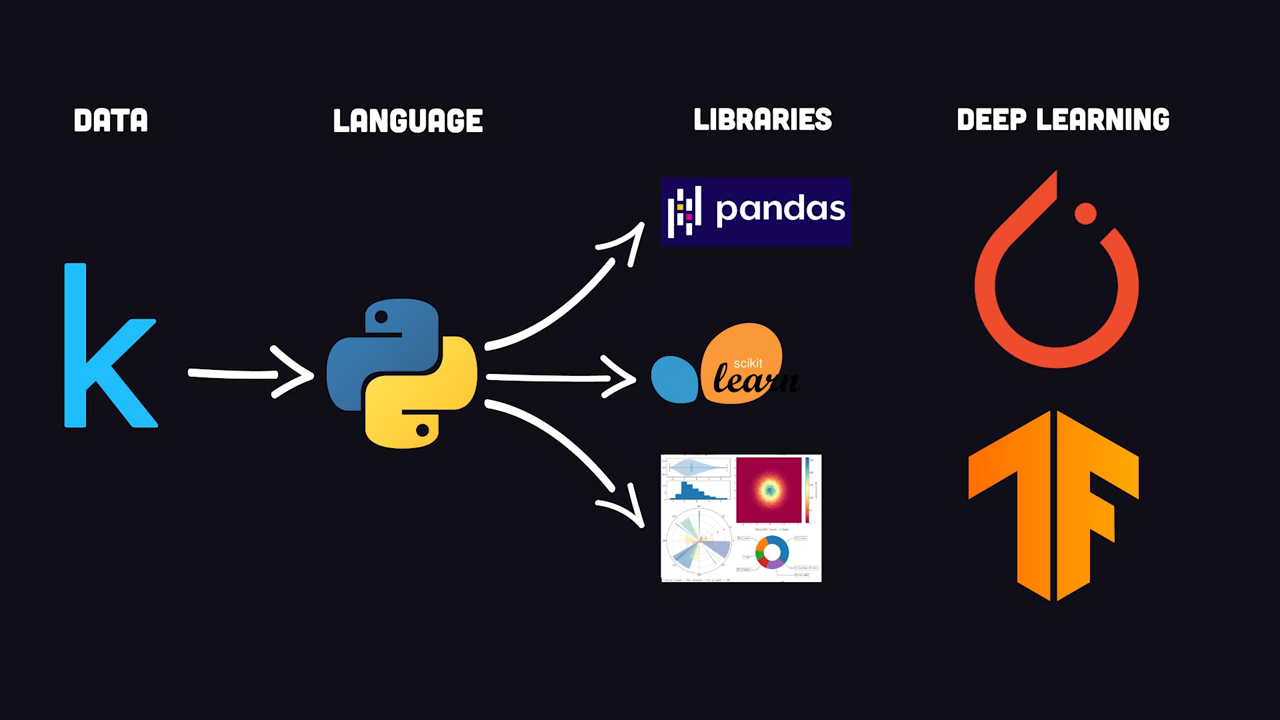 DATA
LANGUAGE
LIBRARIES
DEEP LEARNING
pandas
k
scikit
learn